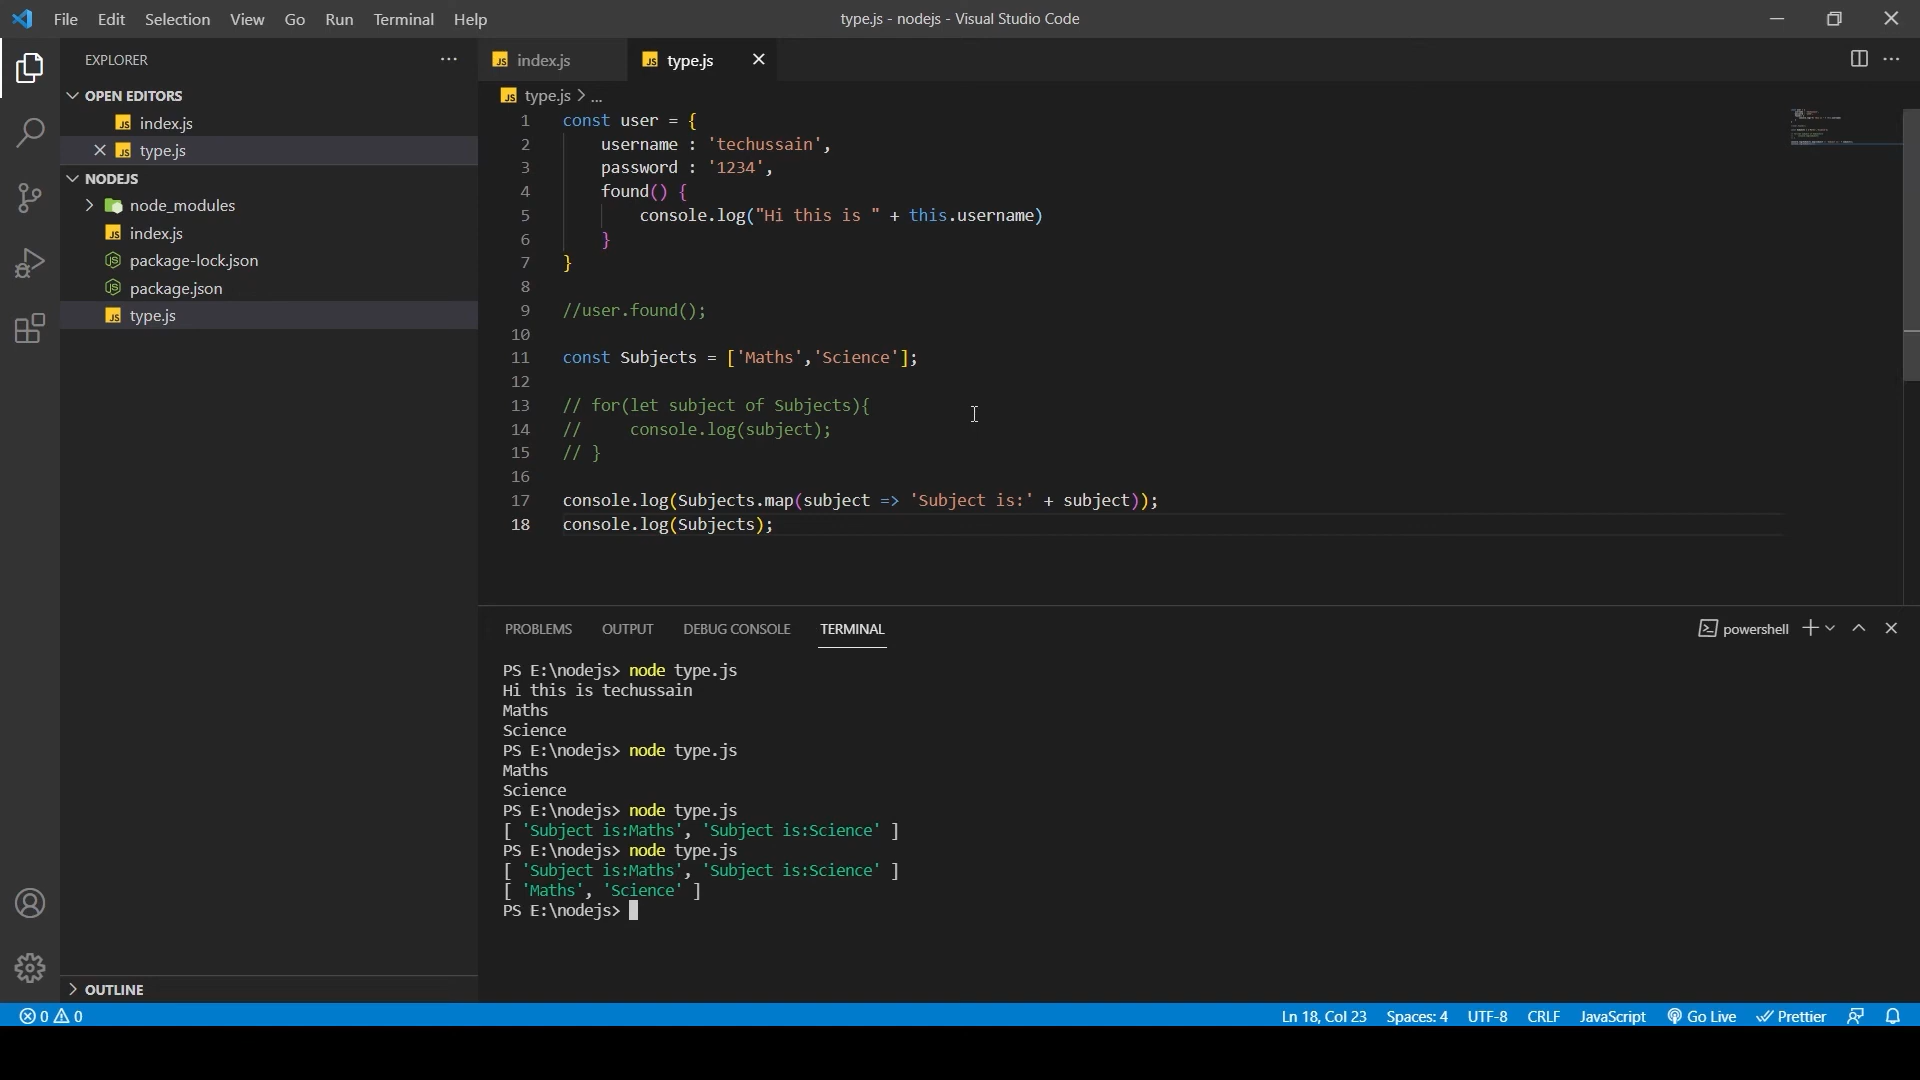 File Edit Selection View Go Run Terminal Help
type.js - nodejs - Visual Studio Code
EXPLORER
OPEN EDITORS
JS index.js
JS type.js
NODEJS
node_modules
JS index.js
package-lock.json
package.json
JS type.js
OUTLINE
JS index.js
JS type.js
JS type.js > ...
1 const user = {
2 username : 'techussain',
3 password : '1234',
4 found() {
5 console.log("Hi this is " + this.username)
6 }
7 }
8
9 //user.found();
10
11 const Subjects = ['Maths','Science'];
12
13 // for(let subject of Subjects){
14 // console.log(subject);
15 // }
16
17 console.log(Subjects.map(subject => 'Subject is:' + subject));
18 console.log(Subjects);
PROBLEMS OUTPUT DEBUG CONSOLE TERMINAL
powershell
PS E:\nodejs> node type.js
Hi this is techussain
Maths
Science
PS E:\nodejs> node type.js
Maths
Science
PS E:\nodejs> node type.js
[ 'Subject is:Maths', 'Subject is:Science' ]
PS E:\nodejs> node type.js
[ 'Subject is:Maths', 'Subject is:Science' ]
[ 'Maths', 'Science' ]
PS E:\nodejs>
0 0
Ln 18, Col 23 Spaces: 4 UTF-8 CRLF JavaScript Go Live Prettier